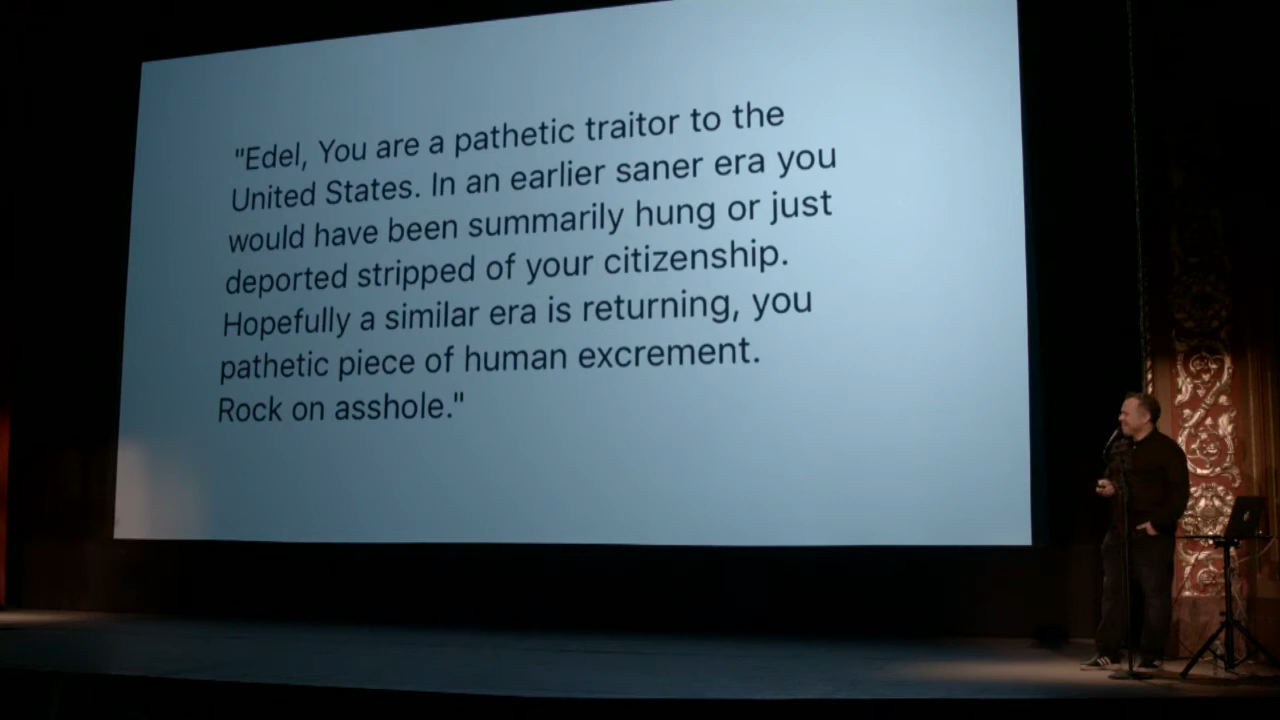 "Edel, You are a pathetic traitor to the
United States. In an earlier saner era you
would have been summarily hung or just
deported stripped of your citizenship.
Hopefully a similar era is returning, you
pathetic piece of human excrement.
Rock on asshole."